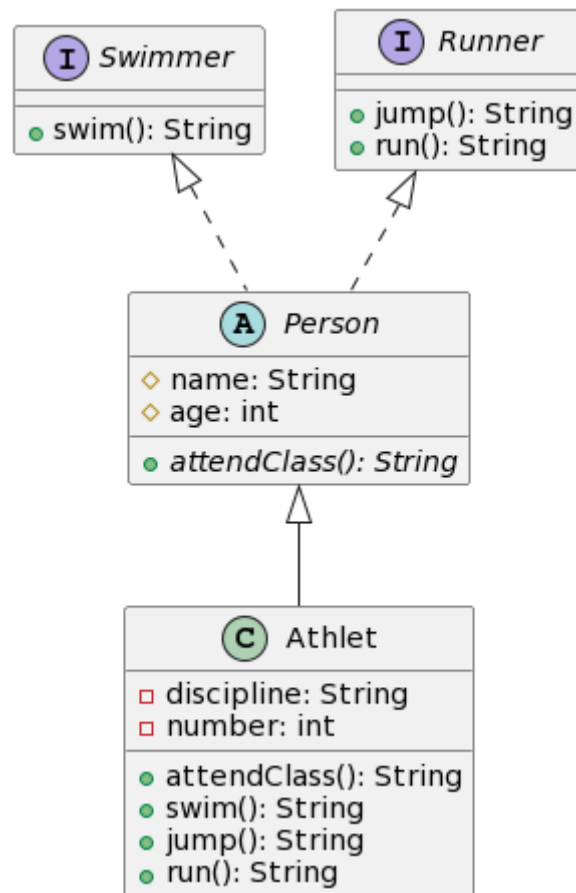 I Swimmer
swim(): String
I Runner
jump(): String
run(): String
A Person
name: String
age: int
attendClass(): String
C Athlet
discipline: String
number: int
attendClass(): String
swim(): String
jump(): String
run(): String